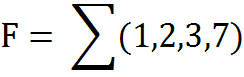 F = ∑(1,2,3,7)